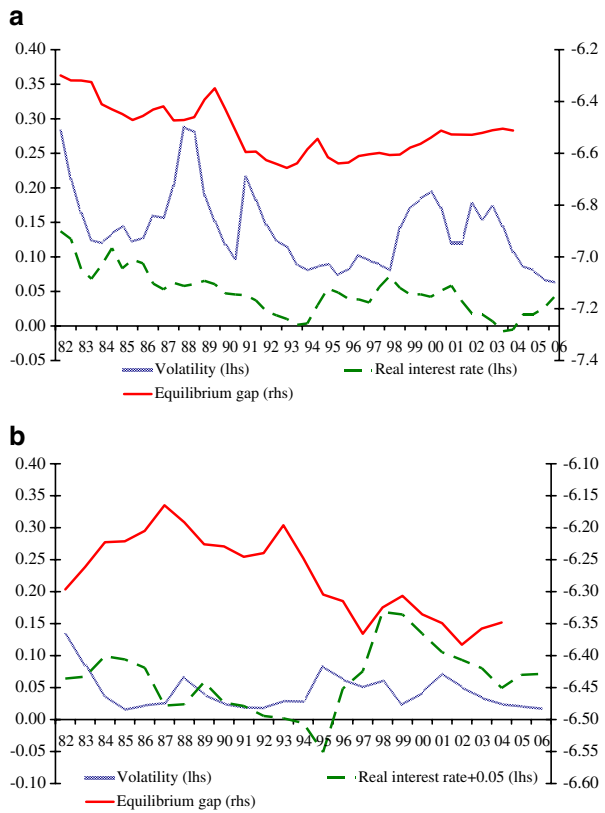 a
0.40 -6.2
0.35
0.30 -6.4
0.25 -6.6
0.20
0.15 -6.8
0.10 -7.0
0.05 -7.2
0.00
-0.05 82 83 84 85 86 87 88 89 90 91 92 93 94 95 96 97 98 99 00 01 02 03 04 05 06 -7.4
Volatility (lhs) Real interest rate (lhs)
Equilibrium gap (rhs)
b
0.40 -6.10
0.35 -6.15
0.30 -6.20
0.25 -6.25
0.20 -6.30
0.15 -6.35
0.10 -6.40
0.05 -6.45
0.00 -6.50
82 83 84 85 86 87 88 89 90 91 92 93 94 95 96 97 98 99 00 01 02 03 04 05 06
-0.05 -6.55
-0.10 -6.60
Volatility (lhs) Real interest rate+0.05 (lhs)
Equilibrium gap (rhs)